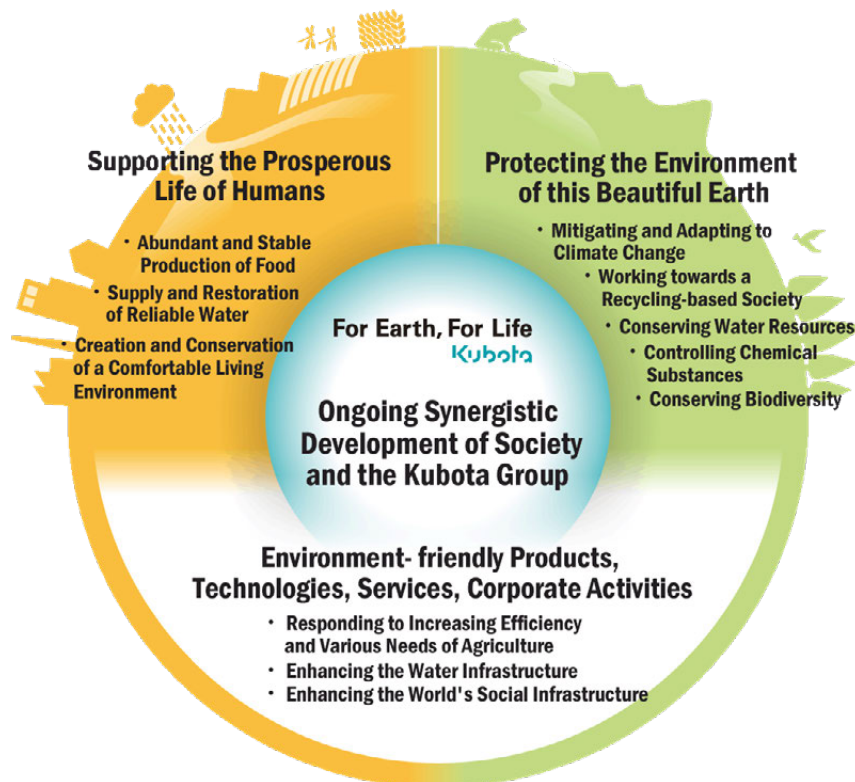 Supporting the Prosperous
Life of Humans
・ Abundant and Stable
Production of Food
・ Supply and Restoration
of Reliable Water
・ Creation and Conservation
of a Comfortable Living
Environment
Protecting the Environment
of this Beautiful Earth
・ Mitigating and Adapting to
Climate Change
・ Working towards a
Recycling-based Society
・ Conserving Water Resources
・ Controlling Chemical
Substances
・ Conserving Biodiversity
For Earth, For Life
Kubota
Ongoing Synergistic
Development of Society
and the Kubota Group
Environment- friendly Products,
Technologies, Services, Corporate Activities
・ Responding to Increasing Efficiency
and Various Needs of Agriculture
・ Enhancing the Water Infrastructure
・ Enhancing the World's Social Infrastructure